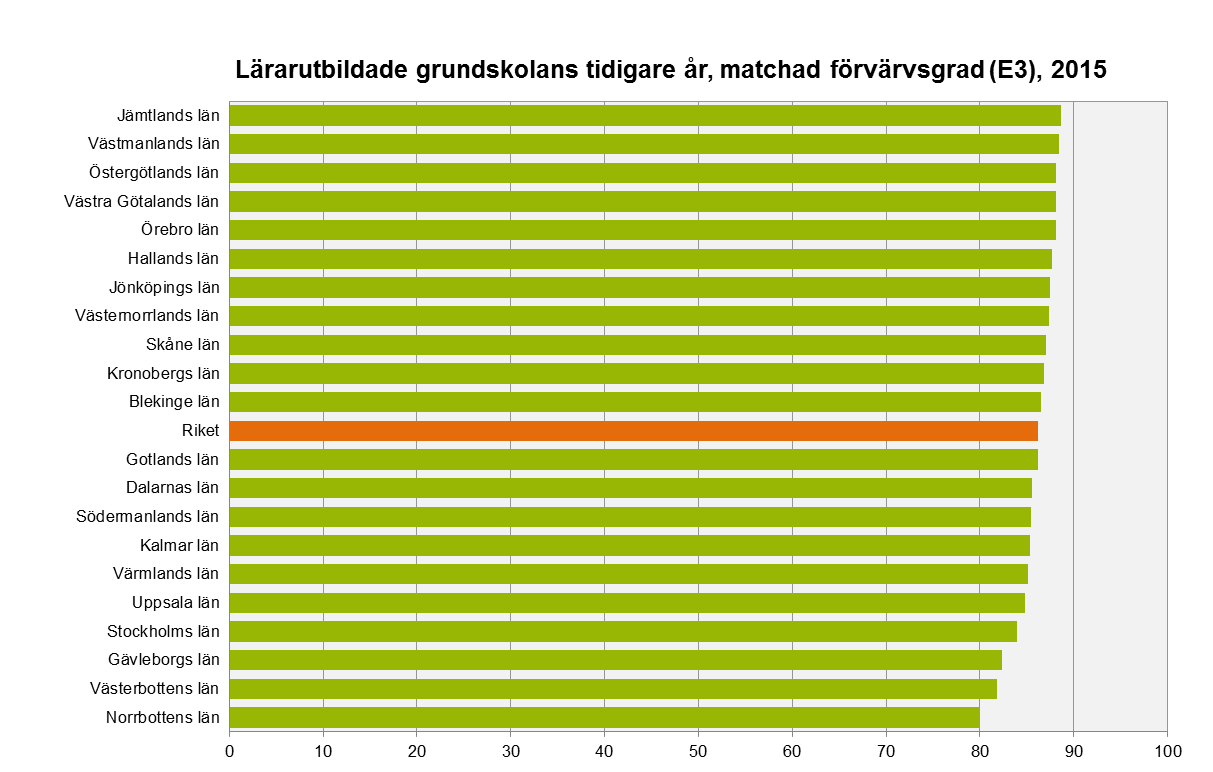 Lärarutbildade grundskolans tidigare år, matchad förvärvsgrad (E3), 2015
Jämtlands län
Västmanlands län
Östergötlands län
Västra Götalands län
Örebro län
Hallands län
Jönköpings län
Västernorrlands län
Skåne län
Kronobergs län
Blekinge län
Riket
Gotlands län
Dalarnas län
Södermanlands län
Kalmar län
Värmlands län
Uppsala län
Stockholms län
Gävleborgs län
Västerbottens län
Norrbottens län
0 10 20 30 40 50 60 70 80 90 100